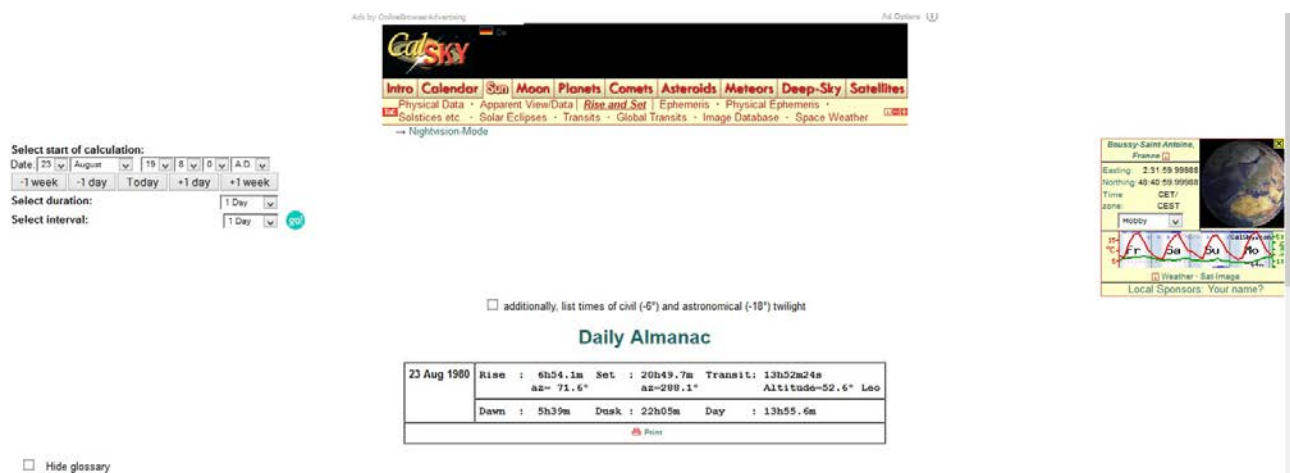 Ads by OnlineBrowserAdvertising
Ad Options
CalSKY
De
Intro Calendar Sun Moon Planets Comets Asteroids Meteors Deep-Sky Satellites
Physical Data · Apparent View/Data | Rise and Set | Ephemeris · Physical Ephemeris ·
Solstices etc · Solar Eclipses · Transits · Global Transits · Image Database · Space Weather
→ Nightvision-Mode
Select start of calculation:
Date: 23 August 19 8 0 A.D.
-1 week -1 day Today +1 day +1 week
Select duration: 1 Day
Select interval: 1 Day go!
Boussy-Saint-Antoine,
France
Easting: 2:31:59.99988
Northing: 48:40:59.99988
Time CET/
zone: CEST
Hobby
15
°C
5
Fr Sa Su Mo
Weather · Sat-Image
Local Sponsors: Your name?
additionally, list times of civil (-6°) and astronomical (-18°) twilight
Daily Almanac
23 Aug 1980 Rise : 6h54.1m Set : 20h49.7m Transit: 13h52m24s
az= 71.6° az=288.1° Altitude=52.6° Leo
Dawn : 5h39m Dusk : 22h05m Day : 13h55.6m
Print
Hide glossary